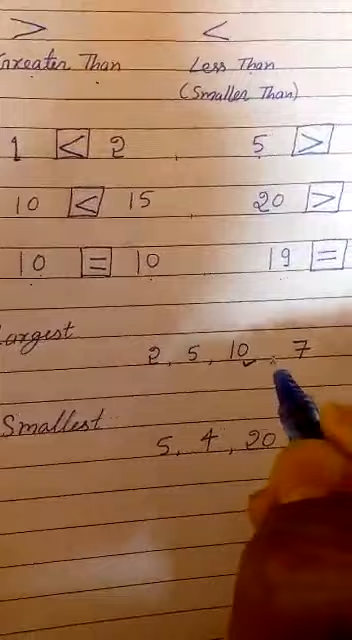 > <
Greater Than Less Than
(Smaller Than)
1 < 2 5 >
10 < 15 20 >
10 = 10 19 =
Largest 2, 5, 10, 7
Smallest 5, 4, 20